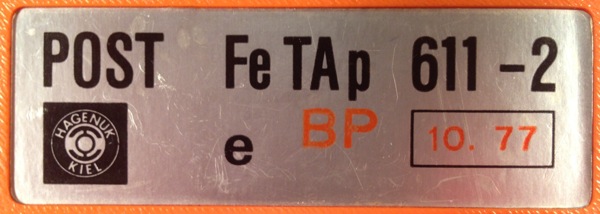 POST FeTAp 611-2
HAGENUK
KIEL
e BP 10. 77